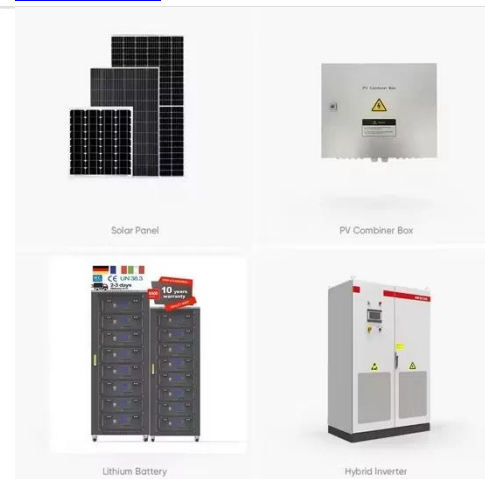 PV Combiner Box
Solar Panel
PV Combiner Box
CE UN38.3
2-3 days
10 years
warranty
Lithium Battery
Hybrid Inverter